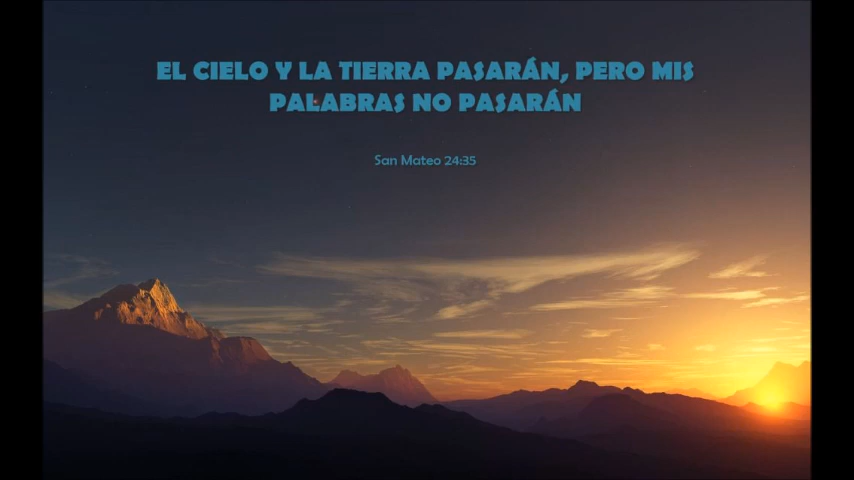 EL CIELO Y LA TIERRA PASARÁN, PERO MIS
PALABRAS NO PASARÁN
San Mateo 24:35